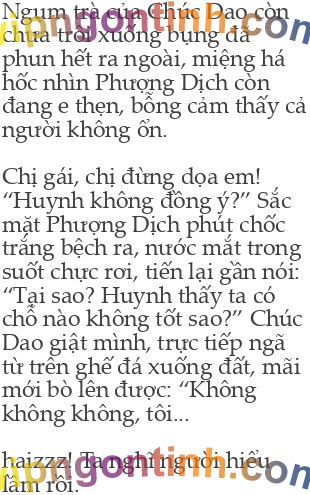 Ngụm trà của Chúc Dao còn
chưa trôi xuống bụng đã
phun hết ra ngoài, miệng há
hốc nhìn Phượng Dịch còn
đang e thẹn, bỗng cảm thấy cả
người không ổn.

Chị gái, chị đừng dọa em!
“Huynh không đồng ý?” Sắc
mặt Phượng Dịch phút chốc
trắng bệch ra, nước mắt trong
suốt chực rơi, tiến lại gần nói:
“Tại sao? Huynh thấy ta có
chỗ nào không tốt sao?” Chúc
Dao giật mình, trực tiếp ngã
từ trên ghế đá xuống đất, mãi
mới bò lên được: “Không
không không, tôi...

haizzz! Ta nghĩ người hiểu
lầm rồi.